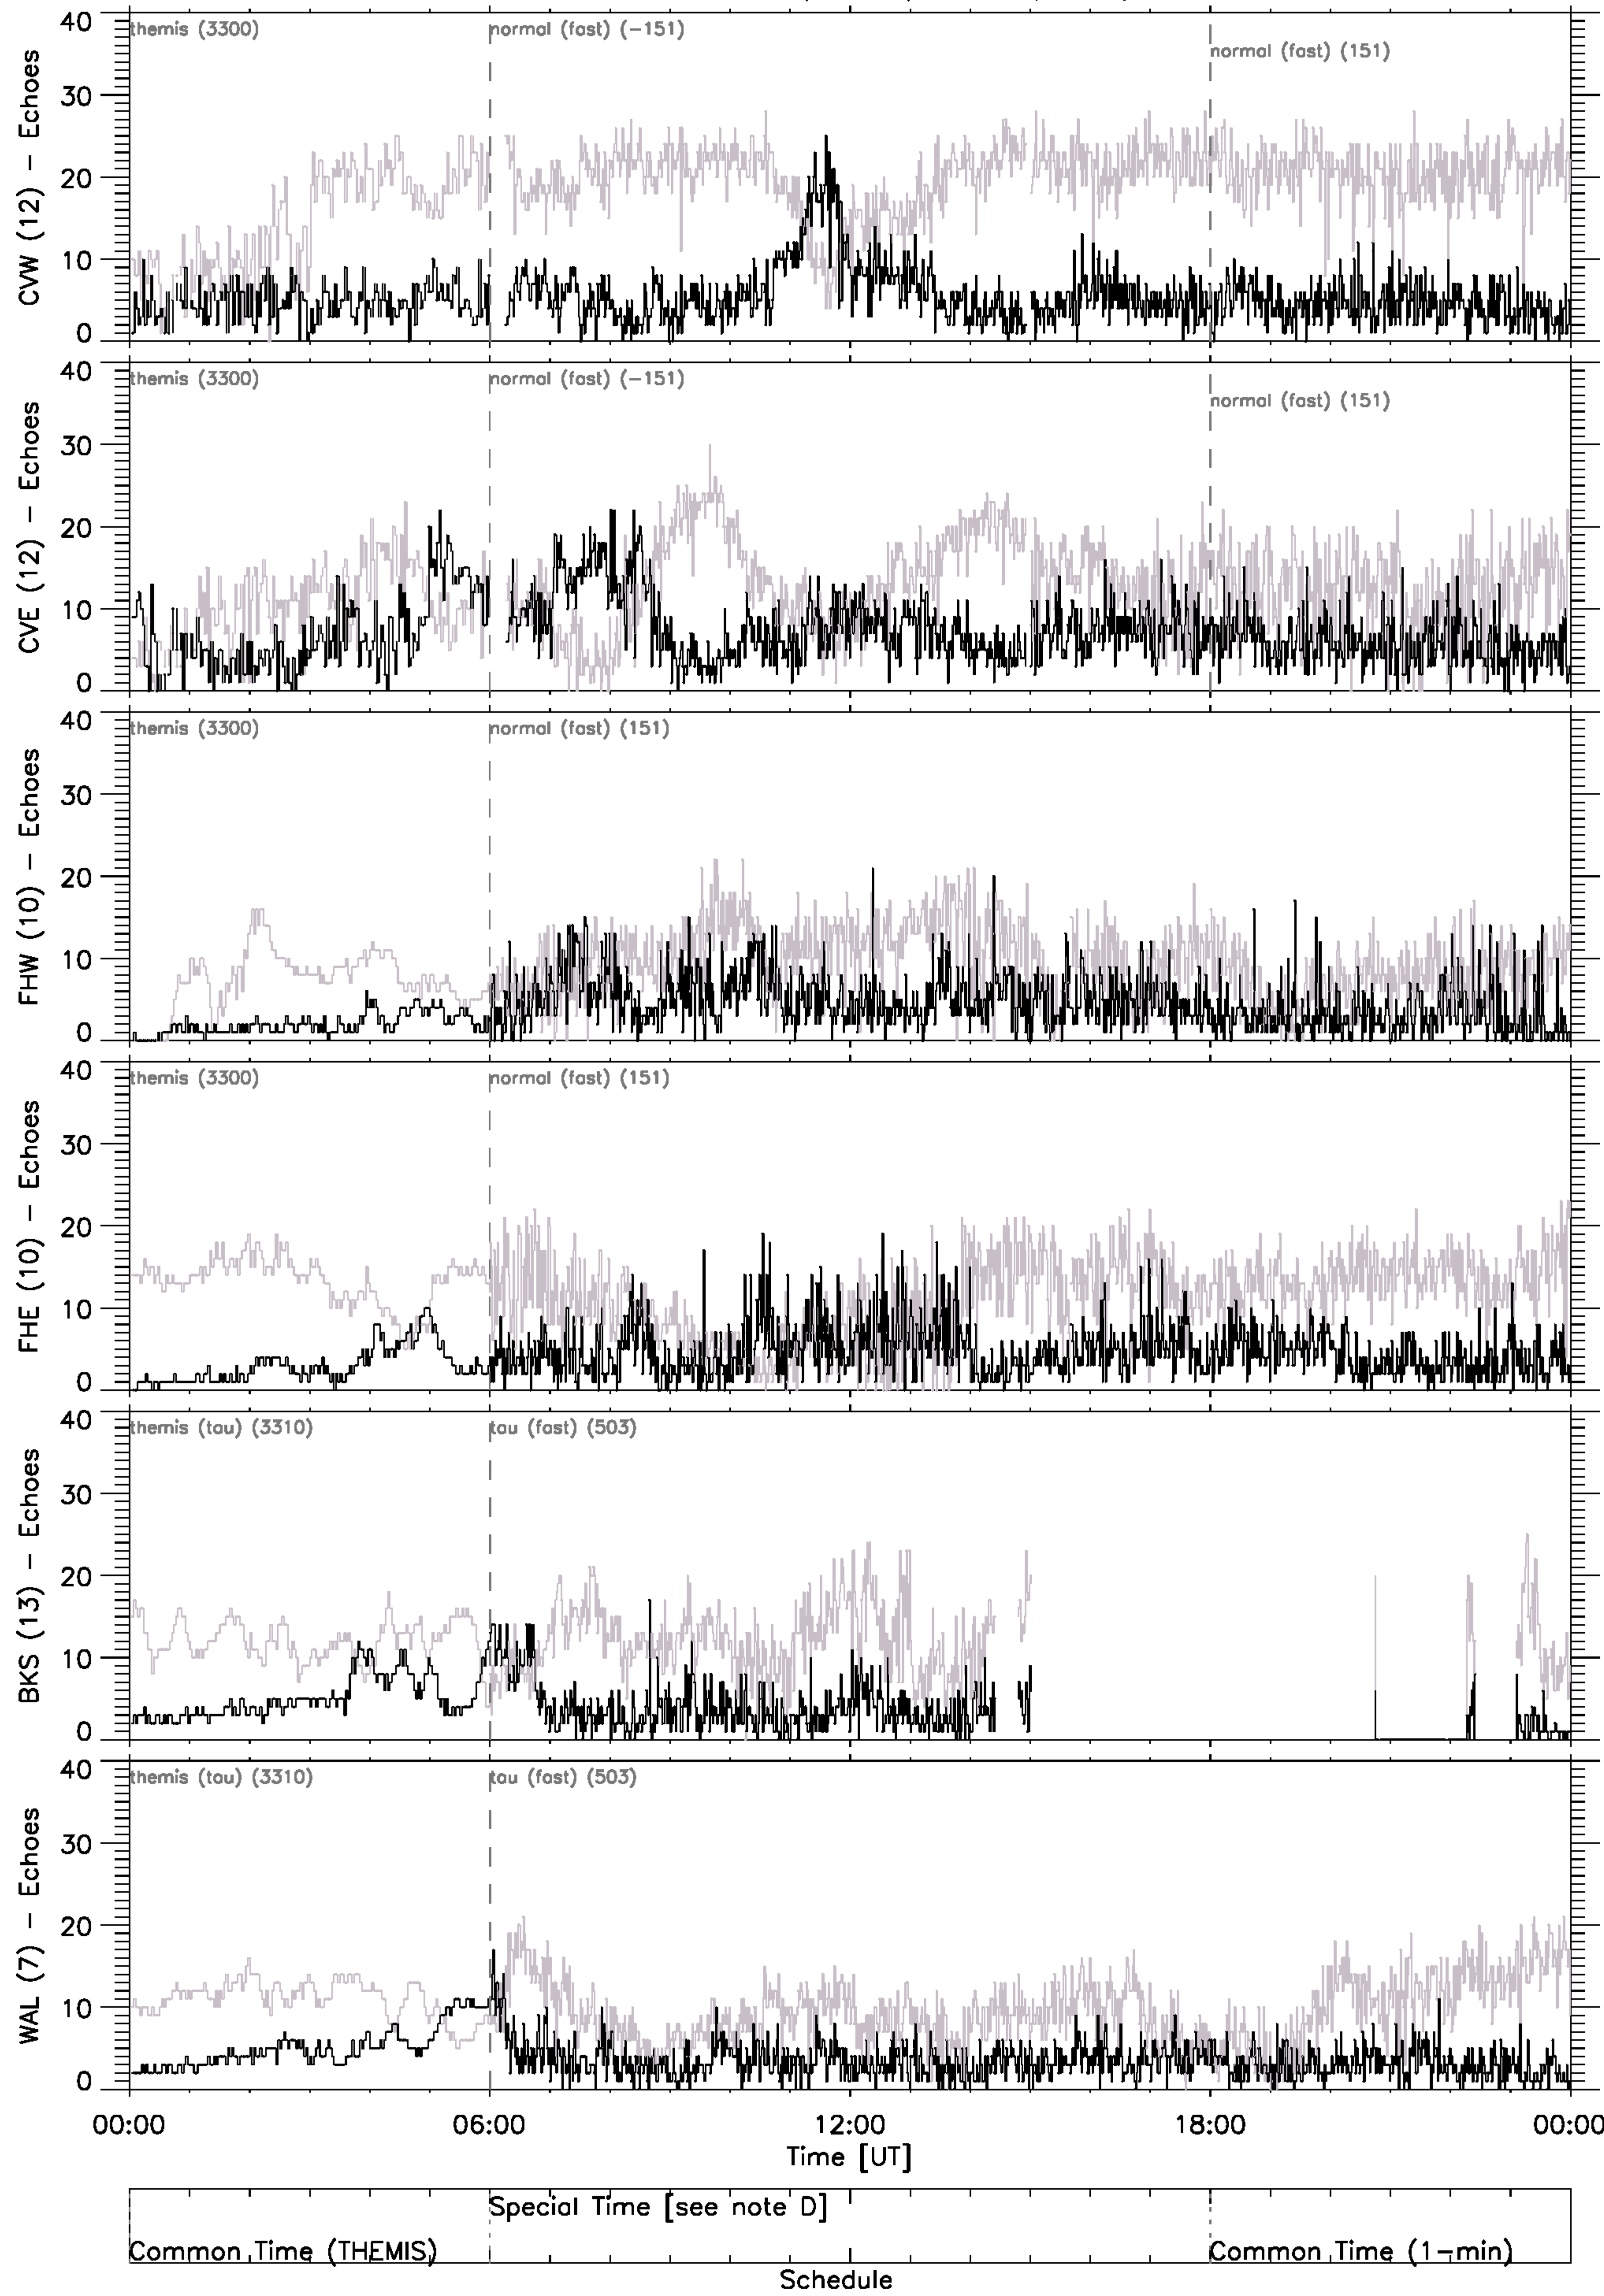 40
themis (3300)
normal (fast) (-151)
normal (fast) (151)
30
20
10
0
CVW (12) - Echoes
40
themis (3300)
normal (fast) (-151)
normal (fast) (151)
30
20
10
0
CVE (12) - Echoes
40
themis (3300)
normal (fast) (151)
30
20
10
0
FHW (10) - Echoes
40
themis (3300)
normal (fast) (151)
30
20
10
0
FHE (10) - Echoes
40
themis (tau) (3310)
tau (fast) (503)
30
20
10
0
BKS (13) - Echoes
40
themis (tau) (3310)
tau (fast) (503)
30
20
10
0
WAL (7) - Echoes
00:00 06:00 12:00 18:00 00:00
Time [UT]
Special Time [see note D]
Common Time (THEMIS) Common Time (1-min)
Schedule